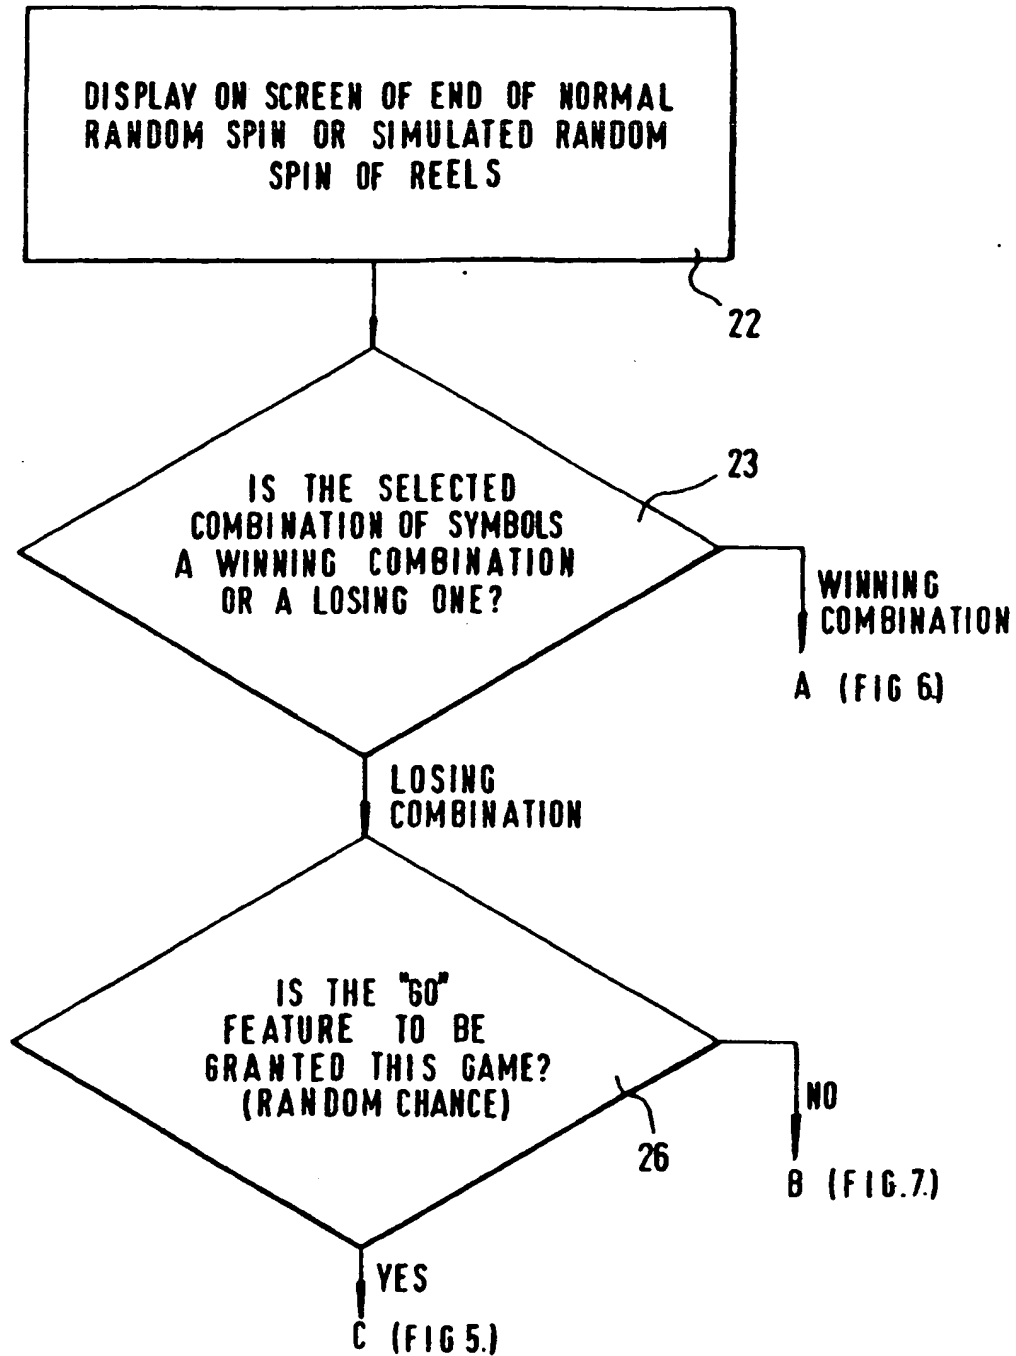 DISPLAY ON SCREEN OF END OF NORMAL
RANDOM SPIN OR SIMULATED RANDOM
SPIN OF REELS
22
IS THE SELECTED
COMBINATION OF SYMBOLS
A WINNING COMBINATION
OR A LOSING ONE?
23
WINNING
COMBINATION
A (FIG 6.)
LOSING
COMBINATION
IS THE "GO"
FEATURE TO BE
GRANTED THIS GAME?
(RANDOM CHANCE)
26
NO
B (FIG.7.)
YES
C (FIG 5.)